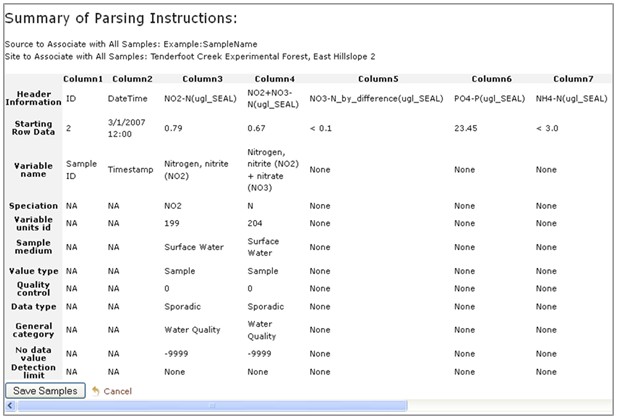 Summary of Parsing Instructions:
Source to Associate with All Samples: Example:SampleName
Site to Associate with All Samples: Tenderfoot Creek Experimental Forest, East Hillslope 2
Column1 Column2 Column3 Column4 Column5 Column6 Column7
Header Information ID DateTime NO2-N(ugl_SEAL) NO2+NO3-N(ugl_SEAL) NO3-N_by_difference(ugl_SEAL) PO4-P(ugl_SEAL) NH4-N(ugl_SEAL)
Starting Row Data 2 3/1/2007 12:00 0.79 0.67 < 0.1 23.45 < 3.0
Variable name Sample ID Timestamp Nitrogen, nitrite (NO2) Nitrogen, nitrite (NO2) + nitrate (NO3) None None None
Speciation NA NA NO2 N None None None
Variable units id NA NA 199 204 None None None
Sample medium NA NA Surface Water Surface Water None None None
Value type NA NA Sample Sample None None None
Quality control NA NA 0 0 None None None
Data type NA NA Sporadic Sporadic None None None
General category NA NA Water Quality Water Quality None None None
No data value NA NA -9999 -9999 None None None
Detection limit NA NA None None None None None
Save Samples Cancel